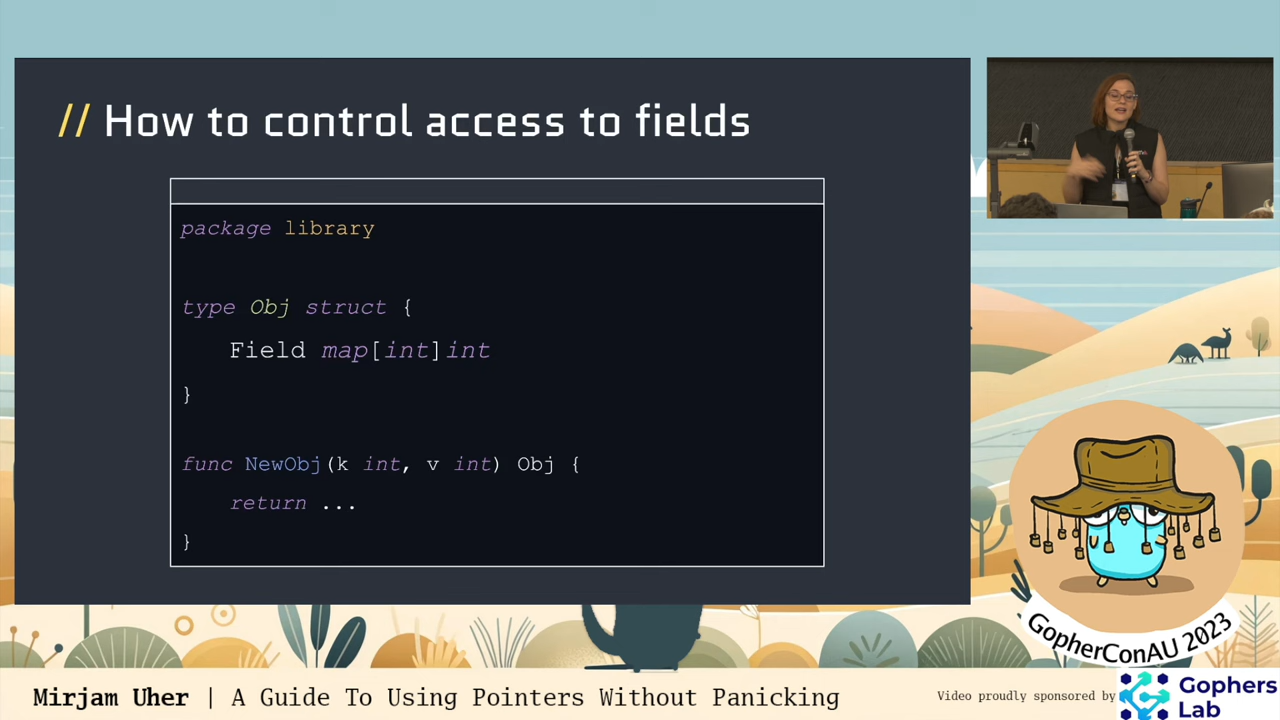 // How to control access to fields
package library
type Obj struct {
Field map[int]int
}
func NewObj(k int, v int) Obj {
return ...
}
GopherConAU 2023
Mirjam Uher | A Guide To Using Pointers Without Panicking
Video proudly sponsored by
Gophers
Lab